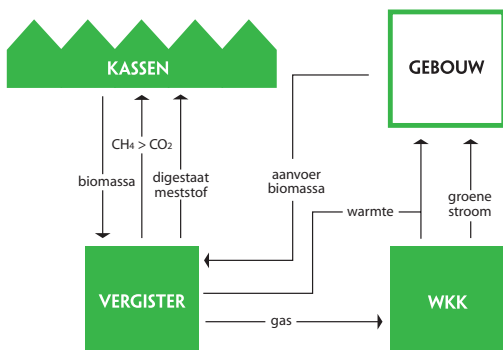 KASSEN
GEBOUW
CH₄ > CO₂
biomassa
digestaat
meststof
aanvoer
biomassa
warmte
groene
stroom
VERGISTER
WKK
gas